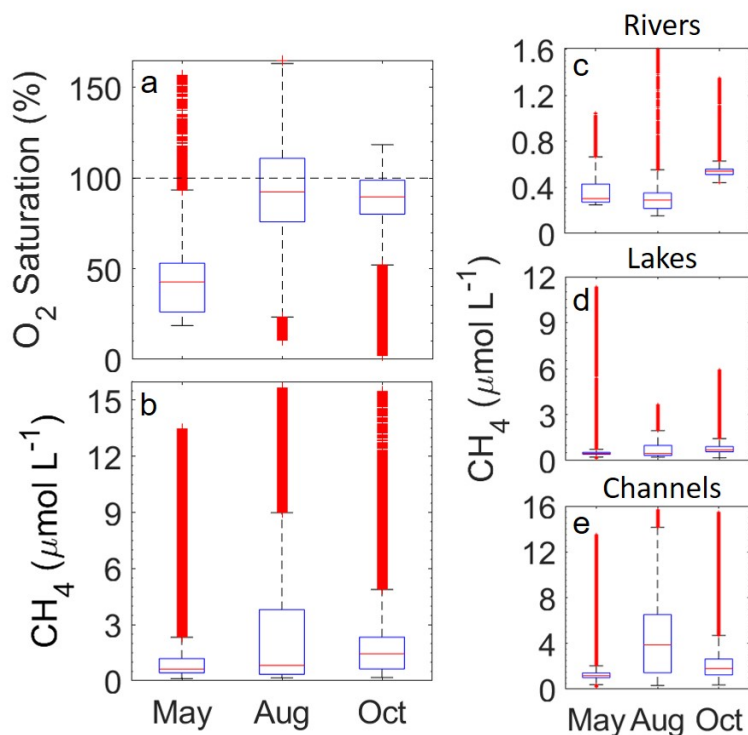 a
O2 Saturation (%)
150
100
50
0
b
CH4 (μmol L-1)
15
12
9
6
3
0
May Aug Oct
Rivers
c
1.6
1.2
0.8
0.4
0
Lakes
d
12
9
6
3
0
CH4 (μmol L-1)
Channels
e
16
12
8
4
0
May Aug Oct